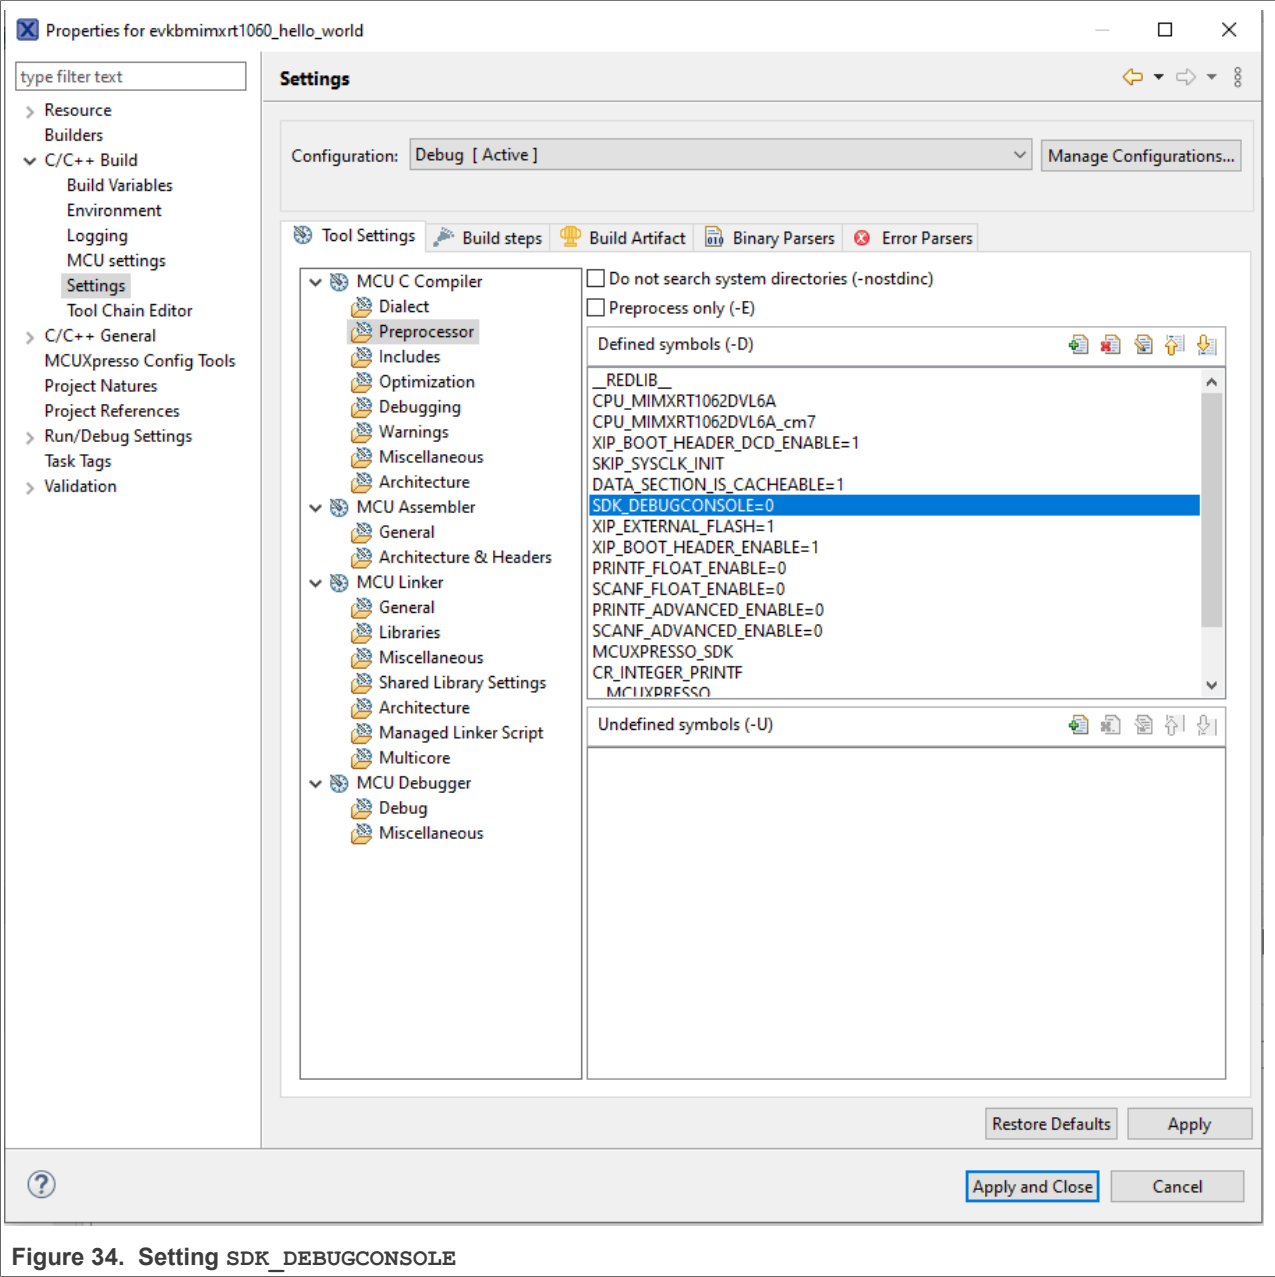 Properties for evkbmimxrt1060_hello_world
type filter text
Resource
Builders
C/C++ Build
Build Variables
Environment
Logging
MCU settings
Settings
Tool Chain Editor
C/C++ General
MCUXpresso Config Tools
Project Natures
Project References
Run/Debug Settings
Task Tags
Validation
Settings
Configuration: Debug [ Active ] Manage Configurations...
Tool Settings Build steps Build Artifact Binary Parsers Error Parsers
MCU C Compiler
Dialect
Preprocessor
Includes
Optimization
Debugging
Warnings
Miscellaneous
Architecture
MCU Assembler
General
Architecture & Headers
MCU Linker
General
Libraries
Miscellaneous
Shared Library Settings
Architecture
Managed Linker Script
Multicore
MCU Debugger
Debug
Miscellaneous
Do not search system directories (-nostdinc)
Preprocess only (-E)
Defined symbols (-D)
__REDLIB__
CPU_MIMXRT1062DVL6A
CPU_MIMXRT1062DVL6A_cm7
XIP_BOOT_HEADER_DCD_ENABLE=1
SKIP_SYSCLK_INIT
DATA_SECTION_IS_CACHEABLE=1
SDK_DEBUGCONSOLE=0
XIP_EXTERNAL_FLASH=1
XIP_BOOT_HEADER_ENABLE=1
PRINTF_FLOAT_ENABLE=0
SCANF_FLOAT_ENABLE=0
PRINTF_ADVANCED_ENABLE=0
SCANF_ADVANCED_ENABLE=0
MCUXPRESSO_SDK
CR_INTEGER_PRINTF
__MCUXPRESSO
Undefined symbols (-U)
Restore Defaults Apply
Apply and Close Cancel
Figure 34. Setting SDK_DEBUGCONSOLE